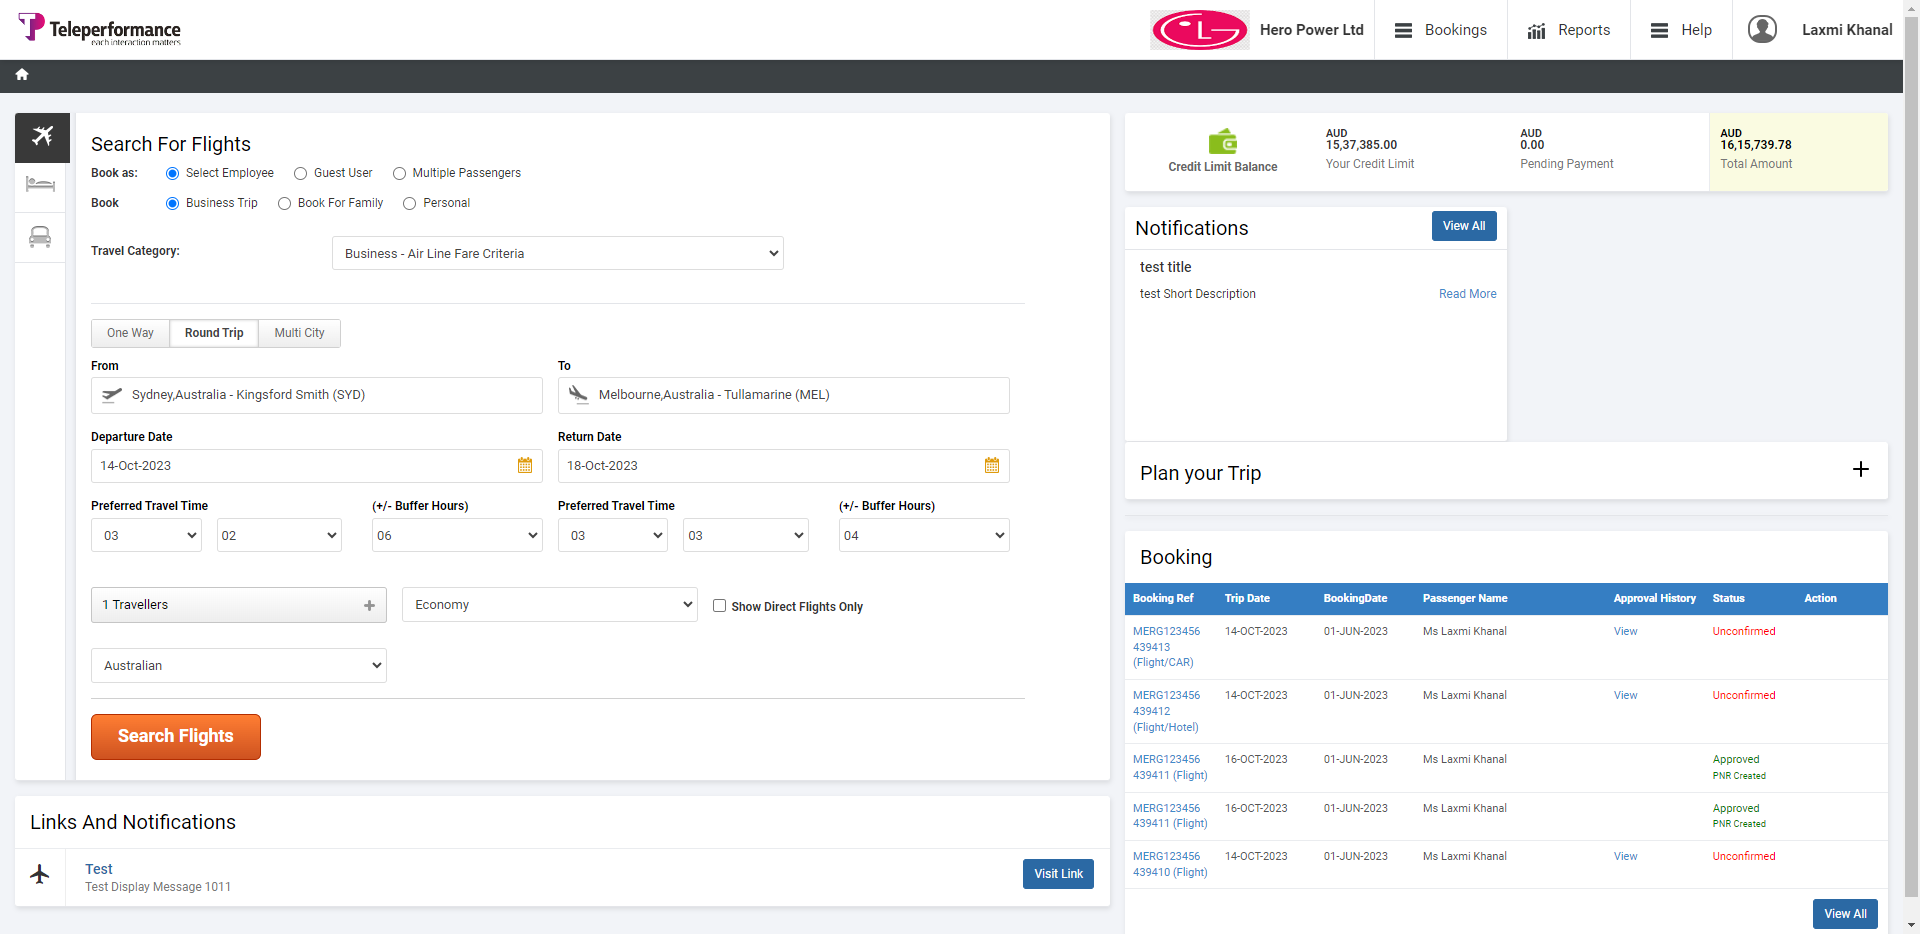 Teleperformance
each interaction matters
LG
Hero Power Ltd
Bookings
Reports
Help
Laxmi Khanal
Search For Flights
Book as: Select Employee Guest User Multiple Passengers
Book Business Trip Book For Family Personal
Travel Category: Business - Air Line Fare Criteria
One Way Round Trip Multi City
From To
Sydney,Australia - Kingsford Smith (SYD) Melbourne,Australia - Tullamarine (MEL)
Departure Date Return Date
14-Oct-2023 18-Oct-2023
Preferred Travel Time (+/- Buffer Hours) Preferred Travel Time (+/- Buffer Hours)
03 02 06 03 03 04
1 Travellers Economy Show Direct Flights Only
Australian
Search Flights
Links And Notifications
Test
Test Display Message 1011
Visit Link
Credit Limit Balance
AUD
15,37,385.00
Your Credit Limit
AUD
0.00
Pending Payment
AUD
16,15,739.78
Total Amount
Notifications View All
test title
test Short Description Read More
Plan your Trip
Booking
Booking Ref Trip Date BookingDate Passenger Name Approval History Status Action
MERG123456 14-OCT-2023 01-JUN-2023 Ms Laxmi Khanal View Unconfirmed
439413
(Flight/CAR)
MERG123456 14-OCT-2023 01-JUN-2023 Ms Laxmi Khanal View Unconfirmed
439412
(Flight/Hotel)
MERG123456 16-OCT-2023 01-JUN-2023 Ms Laxmi Khanal Approved
439411 (Flight) PNR Created
MERG123456 16-OCT-2023 01-JUN-2023 Ms Laxmi Khanal Approved
439411 (Flight) PNR Created
MERG123456 14-OCT-2023 01-JUN-2023 Ms Laxmi Khanal View Unconfirmed
439410 (Flight)
View All